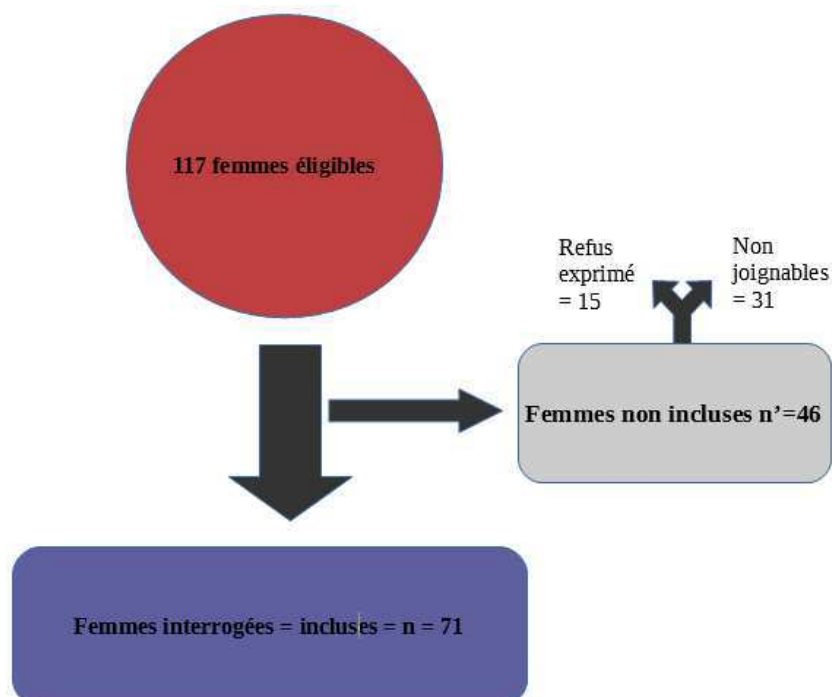 117 femmes éligibles
Refus
exprimé
= 15
Non
joignables
= 31
Femmes non incluses n’=46
Femmes interrogées = incluses = n = 71